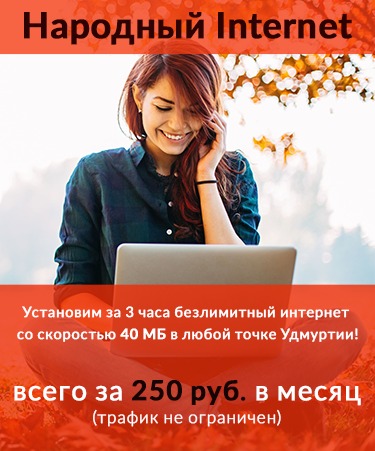 Народный Internet
Установим за 3 часа безлимитный интернет
со скоростью 40 МБ в любой точке Удмуртии!
всего за 250 руб. в месяц
(трафик не ограничен)